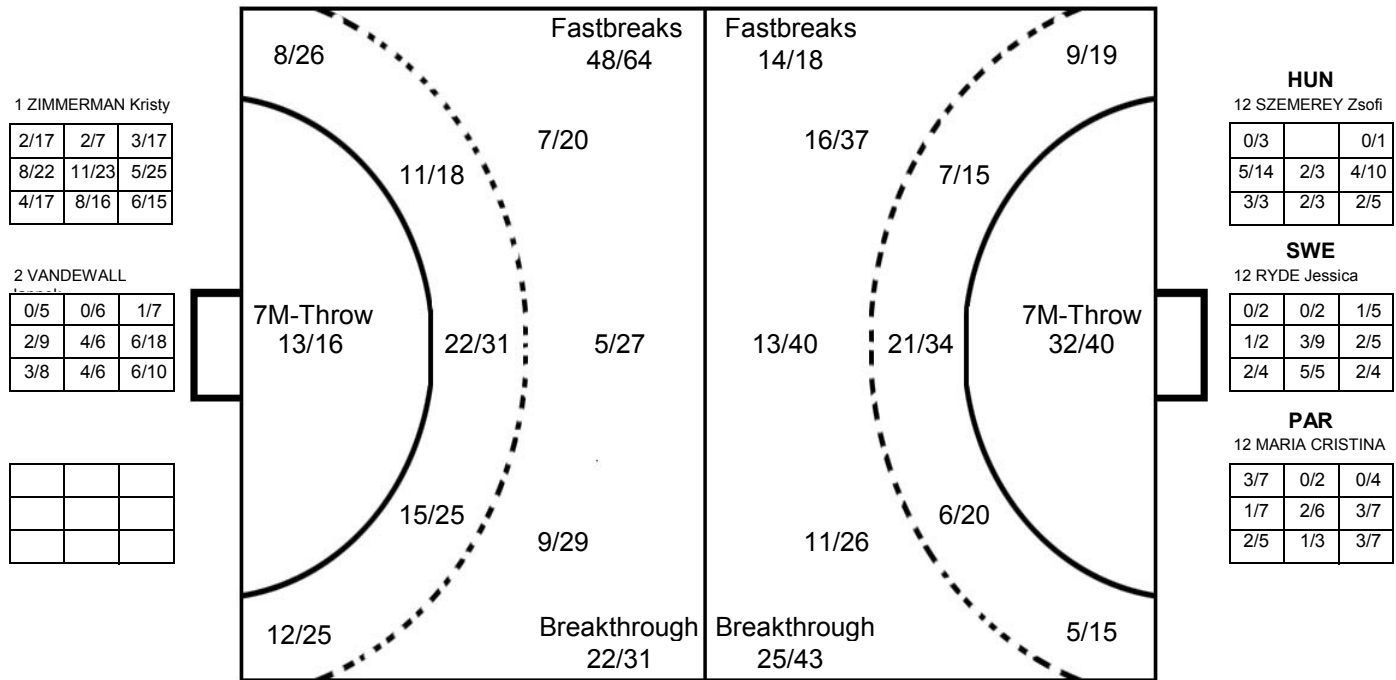 1 ZIMMERMAN Kristy
2/17 2/7 3/17
8/22 11/23 5/25
4/17 8/16 6/15
2 VANDEWALL
0/5 0/6 1/7
2/9 4/6 6/18
3/8 4/6 6/10
Fastbreaks Fastbreaks
8/26 48/64 14/18 9/19
7/20 16/37
11/18 7/15
7M-Throw 7M-Throw
13/16 22/31 5/27 13/40 21/34 32/40
15/25 6/20
9/29 11/26
12/25 Breakthrough Breakthrough 5/15
22/31 25/43
HUN
12 SZEMEREY Zsofi
0/3 0/1
5/14 2/3 4/10
3/3 2/3 2/5
SWE
12 RYDE Jessica
0/2 0/2 1/5
1/2 3/9 2/5
2/4 5/5 2/4
PAR
12 MARIA CRISTINA
3/7 0/2 0/4
1/7 2/6 3/7
2/5 1/3 3/7